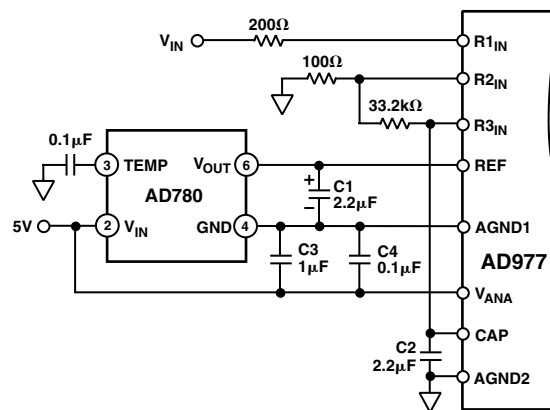 200Ω
V_IN
R1_IN
100Ω
R2_IN
33.2kΩ
R3_IN
0.1µF
3 TEMP
V_OUT 6
REF
AD780
+
C1
2.2µF
–
5V
2 V_IN
GND 4
AGND1
C3
1µF
C4
0.1µF
AD977
V_ANA
CAP
C2
2.2µF
AGND2